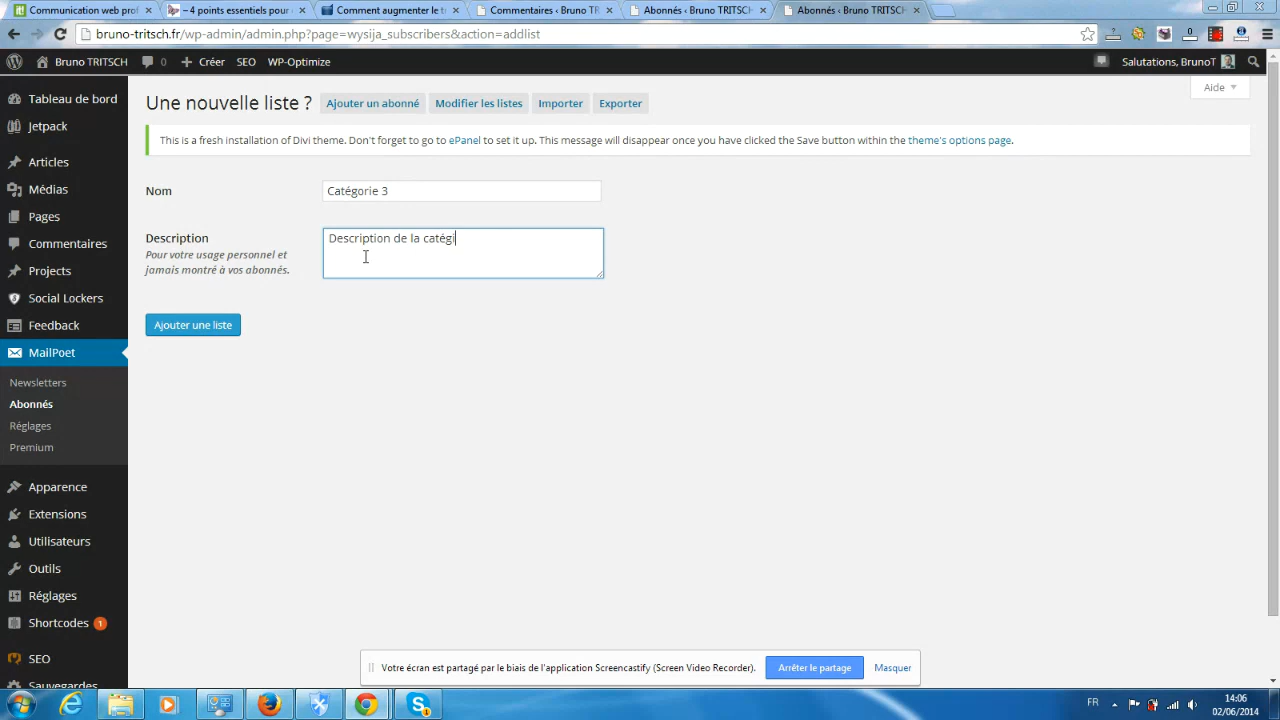 Communication web prof
– 4 points essentiels pour
Comment augmenter le t
Commentaires ‹ Bruno TR
Abonnés ‹ Bruno TRITSCH
Abonnés ‹ Bruno TRITSCH
bruno-tritsch.fr/wp-admin/admin.php?page=wysija_subscribers&action=addlist
Bruno TRITSCH
0
Créer
SEO
WP-Optimize
Salutations, BrunoT
Tableau de bord
Jetpack
Articles
Médias
Pages
Commentaires
Projects
Social Lockers
Feedback
MailPoet
Newsletters
Abonnés
Réglages
Premium
Apparence
Extensions
Utilisateurs
Outils
Réglages
Shortcodes 1
SEO
Sauvegardes
Aide
Une nouvelle liste ?
Ajouter un abonné
Modifier les listes
Importer
Exporter
This is a fresh installation of Divi theme. Don't forget to go to ePanel to set it up. This message will disappear once you have clicked the Save button within the theme's options page.
Nom
Catégorie 3
Description
Pour votre usage personnel et
jamais montré à vos abonnés.
Description de la catégi
Ajouter une liste
Votre écran est partagé par le biais de l'application Screencastify (Screen Video Recorder).
Arrêter le partage
Masquer
FR
14:06
02/06/2014